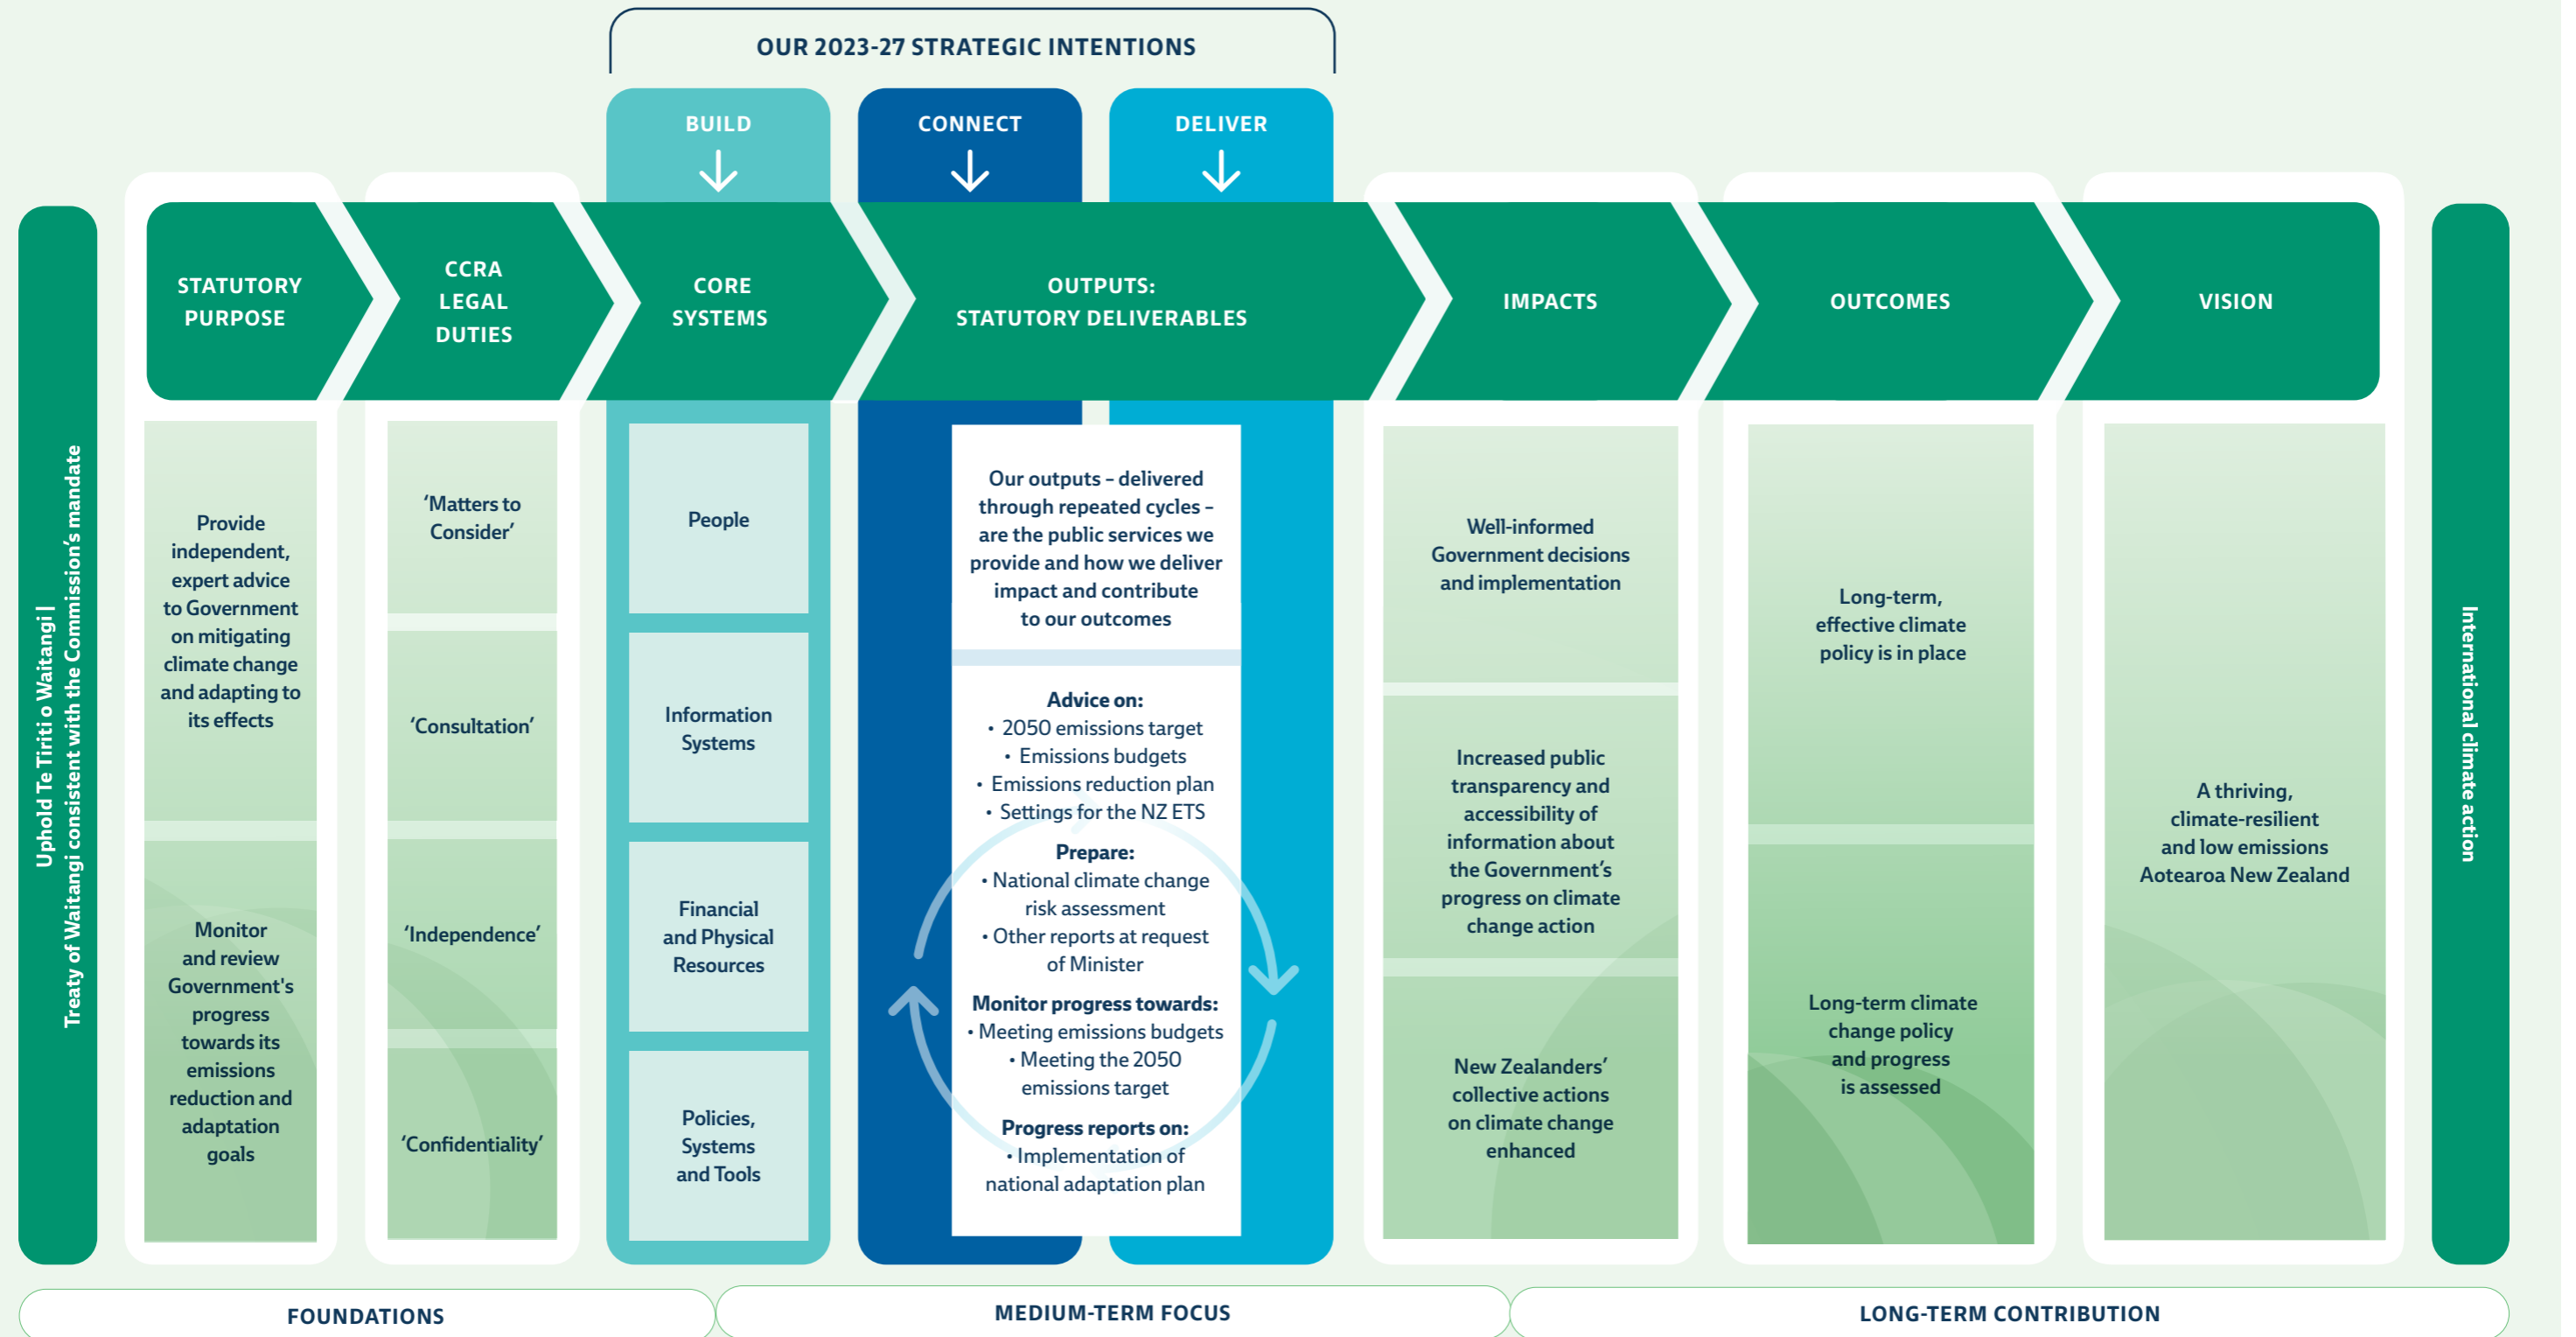 OUR 2023-27 STRATEGIC INTENTIONS
BUILD
CONNECT
DELIVER
STATUTORY
PURPOSE
CCRA
LEGAL
DUTIES
CORE
SYSTEMS
OUTPUTS:
STATUTORY DELIVERABLES
IMPACTS
OUTCOMES
VISION
Uphold Te Tiriti o Waitangi |
Treaty of Waitangi consistent with the Commission's mandate
Provide
independent,
expert advice
to Government
on mitigating
climate change
and adapting to
its effects
Monitor
and review
Government's
progress
towards its
emissions
reduction and
adaptation
goals
‘Matters to
Consider’
‘Consultation’
‘Independence’
‘Confidentiality’
People
Information
Systems
Financial
and Physical
Resources
Policies,
Systems
and Tools
Our outputs – delivered
through repeated cycles –
are the public services we
provide and how we deliver
impact and contribute
to our outcomes
Advice on:
• 2050 emissions target
• Emissions budgets
• Emissions reduction plan
• Settings for the NZ ETS
Prepare:
• National climate change
risk assessment
• Other reports at request
of Minister
Monitor progress towards:
• Meeting emissions budgets
• Meeting the 2050
emissions target
Progress reports on:
• Implementation of
national adaptation plan
Well-informed
Government decisions
and implementation
Increased public
transparency and
accessibility of
information about
the Government’s
progress on climate
change action
New Zealanders’
collective actions
on climate change
enhanced
Long-term,
effective climate
policy is in place
Long-term climate
change policy
and progress
is assessed
A thriving,
climate-resilient
and low emissions
Aotearoa New Zealand
International climate action
FOUNDATIONS
MEDIUM-TERM FOCUS
LONG-TERM CONTRIBUTION